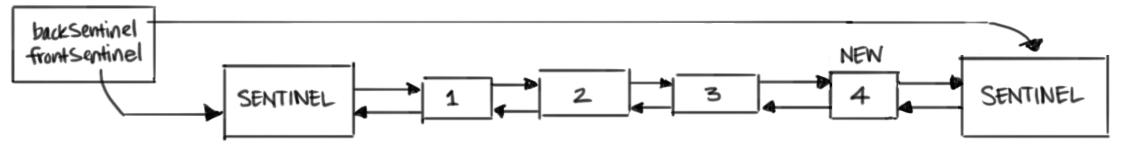 backSentinel
frontSentinel
NEW
SENTINEL
1
2
3
4
SENTINEL